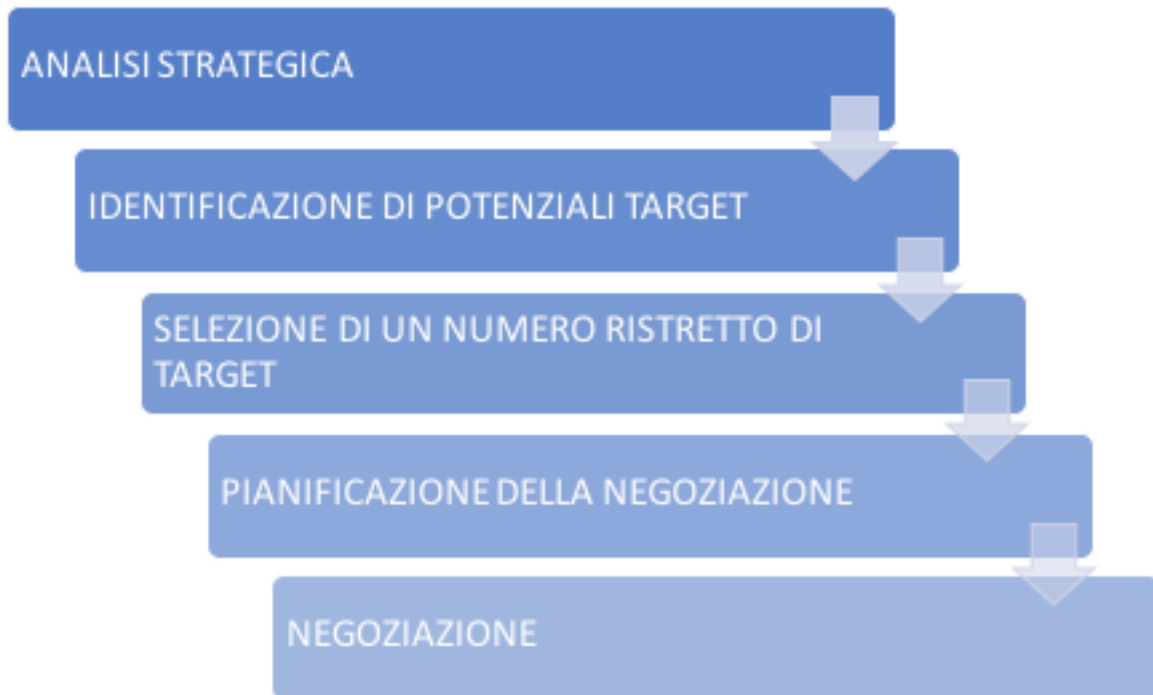 ANALISI STRATEGICA
IDENTIFICAZIONE DI POTENZIALI TARGET
SELEZIONE DI UN NUMERO RISTRETTO DI
TARGET
PIANIFICAZIONE DELLA NEGOZIAZIONE
NEGOZIAZIONE